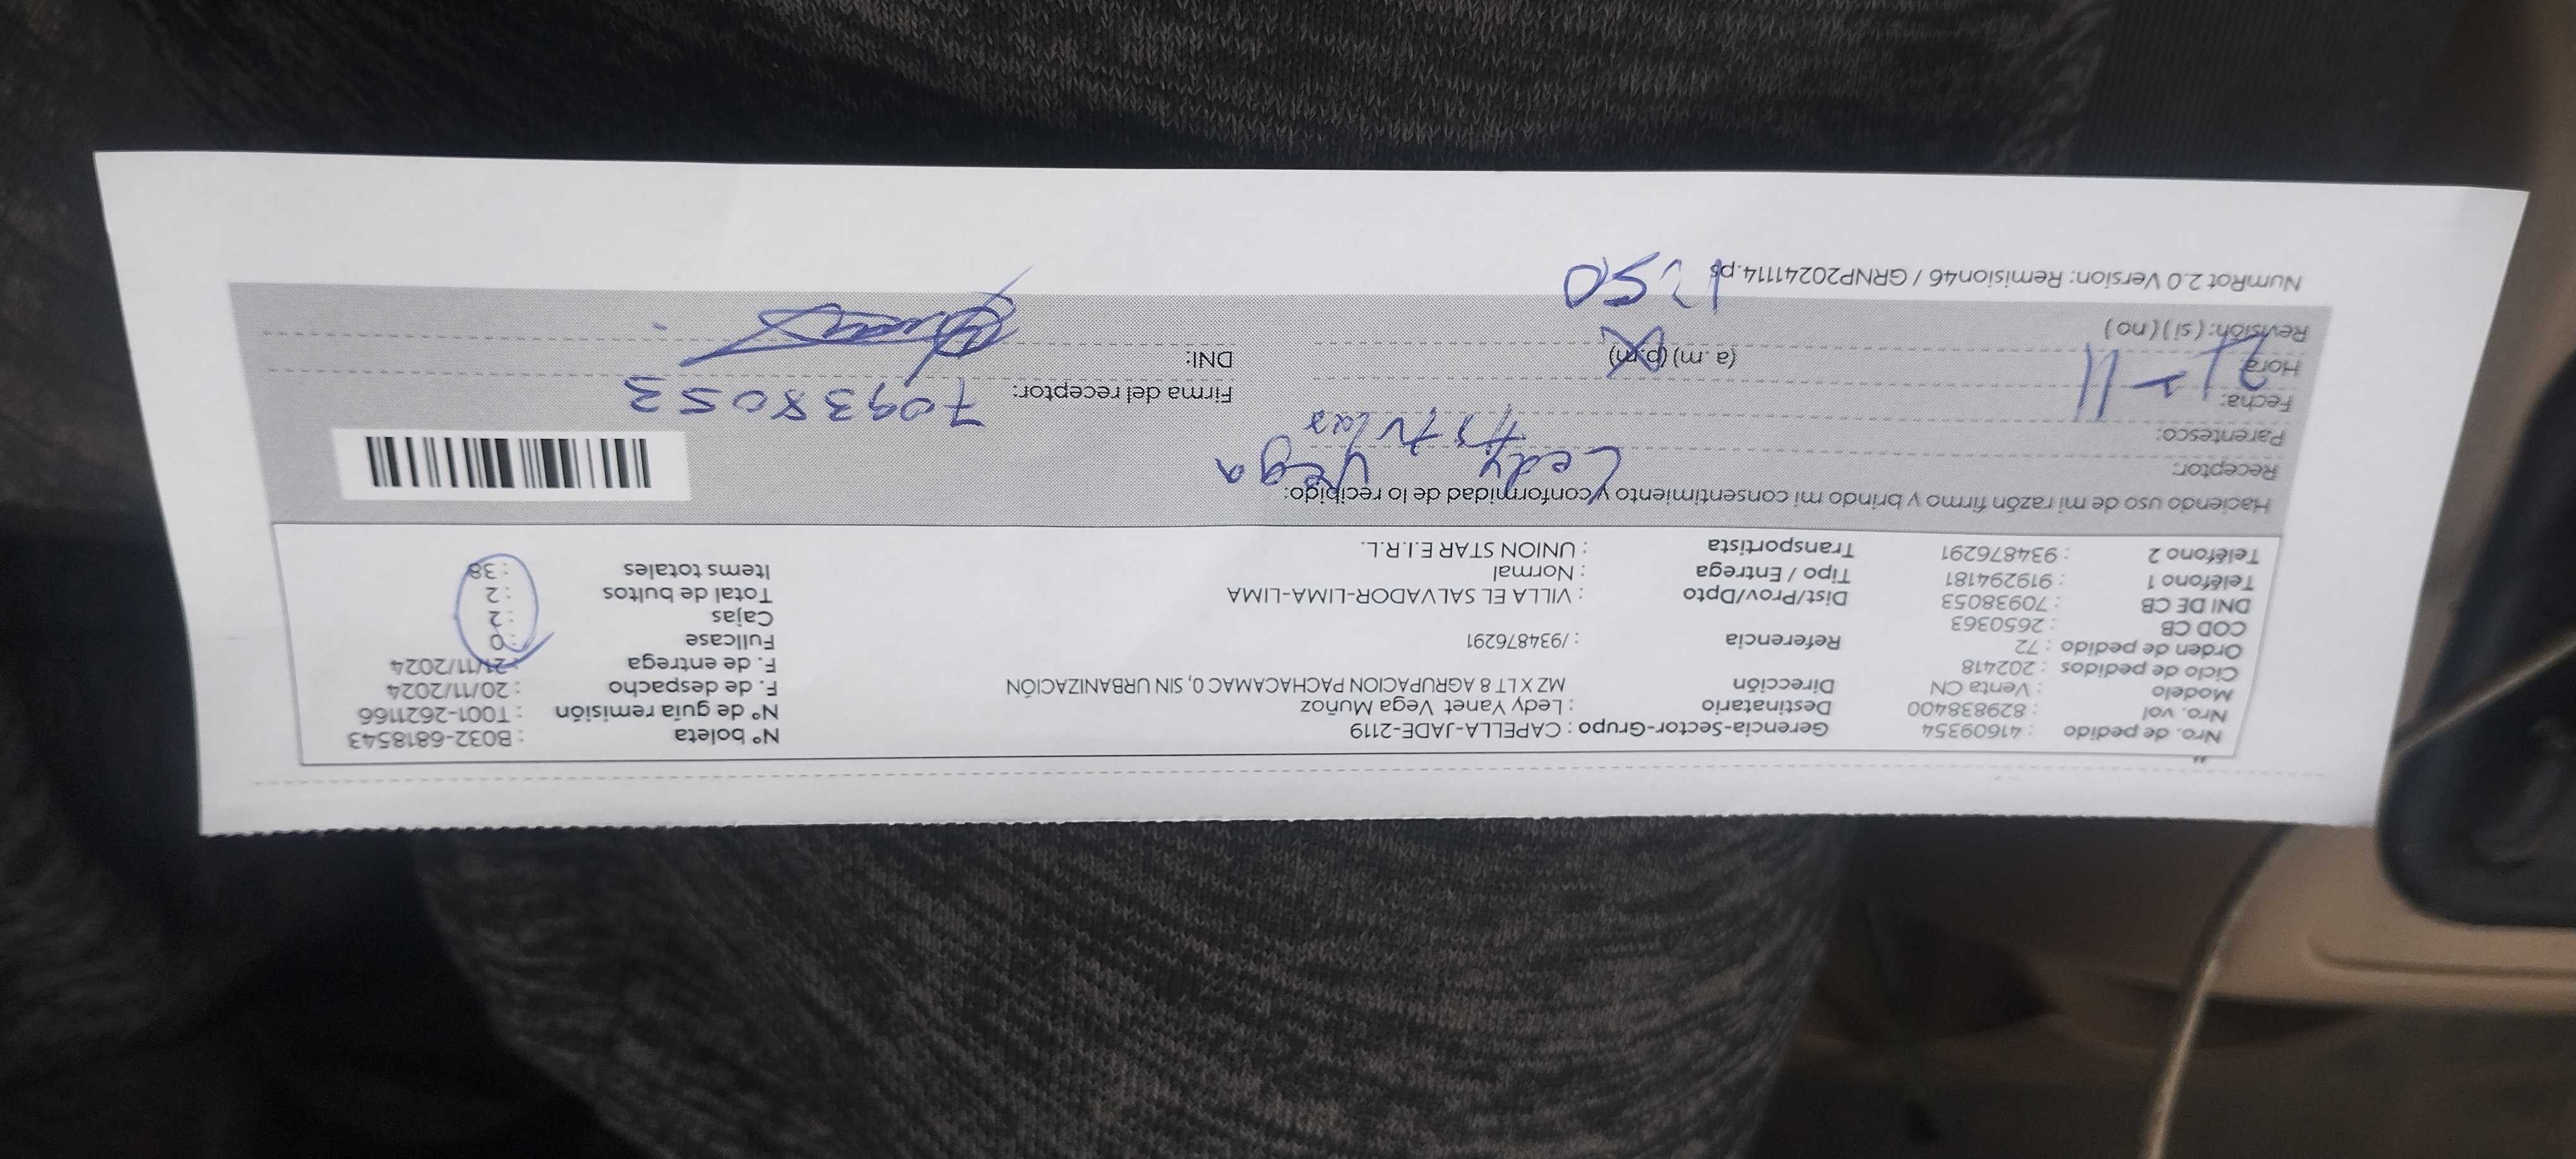 Nro. de pedido : 41609354 Gerencia-Sector-Grupo : CAPELLA-JADE-2119 N° boleta : B032-6818543
Nro. vol : 829838400 Destinatario : Ledy Yanet Vega Muñoz N° de guía remisión : T001-2621166
Modelo : Venta CN Dirección MZ X LT 8 AGRUPACION PACHACAMAC 0, SIN URBANIZACIÓN F. de despacho : 20/11/2024
Ciclo de pedidos : 202418 F. de entrega : 21/11/2024
Orden de pedido : 72 Referencia : /934876291 Fullcase : 0
COD CB : 2650363 Cajas : 2
DNI DE CB : 70938053 Dist/Prov/Dpto : VILLA EL SALVADOR-LIMA-LIMA Total de bultos : 2
Teléfono 1 : 919294181 Tipo / Entrega : Normal Items totales : 38
Teléfono 2 : 934876291 Transportista : UNION STAR E.I.R.L.
Haciendo uso de mi razón firmo y brindo mi consentimiento y conformidad de lo recibido:
Receptor: Ledy Vega
Parentesco: titular
Fecha: 21-11 Firma del receptor: 70938053
Hora: (a. m) (p.m) DNI:
Revisión: ( si ) ( no )
NumRot 2.0 Version: Remision46 / GRNP20241114.ps